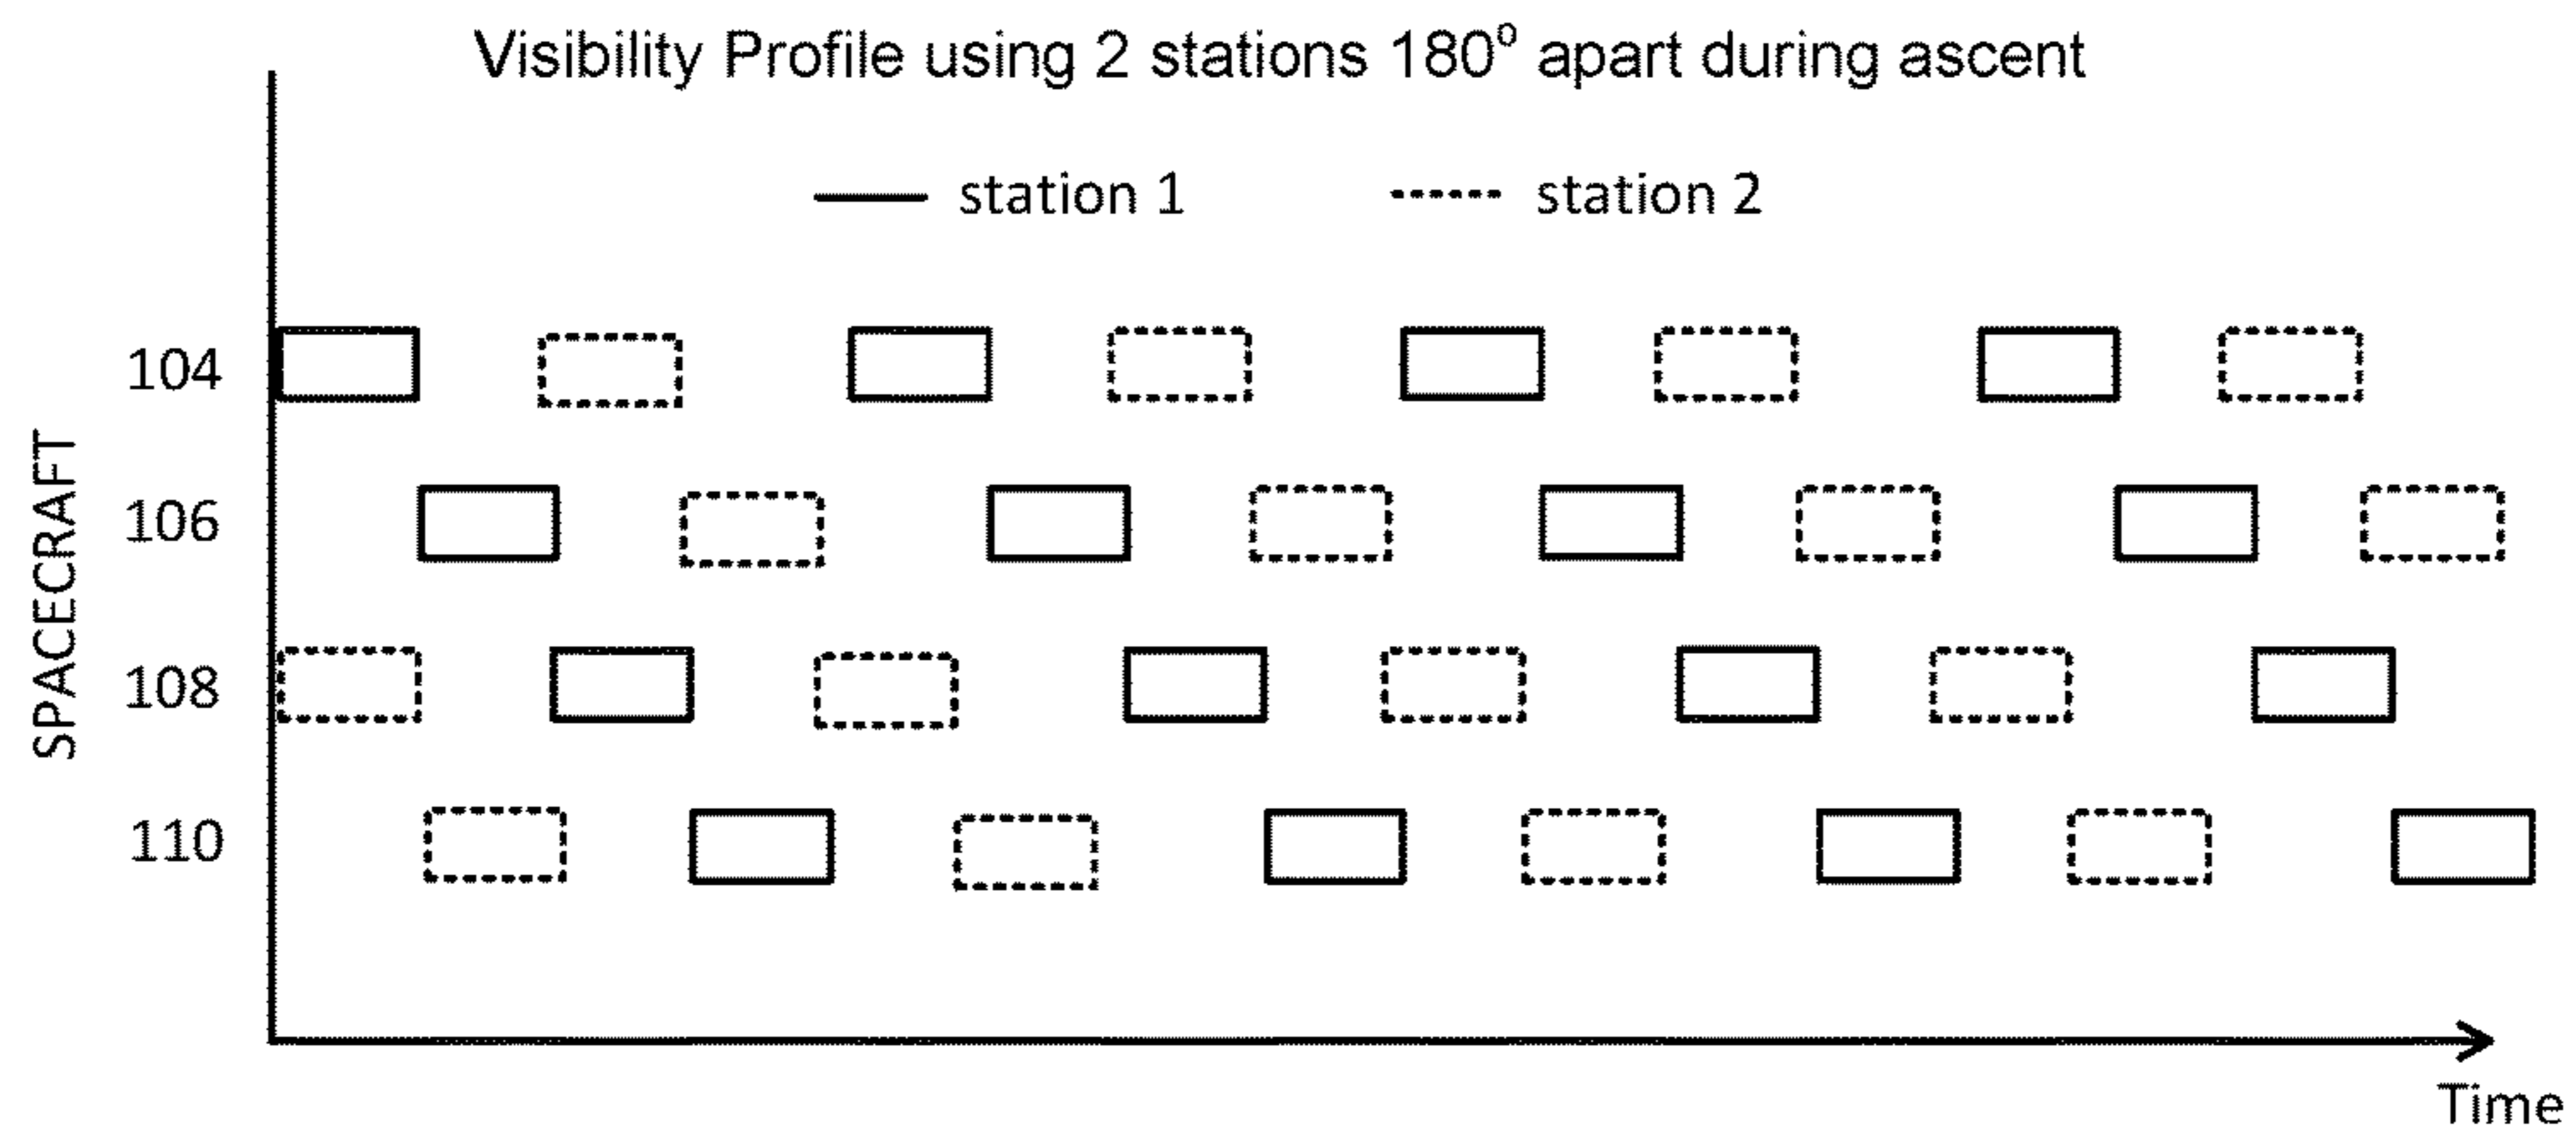 Visibility Profile using 2 stations 180° apart during ascent
station 1
station 2
SPACECRAFT
104
106
108
110
Time